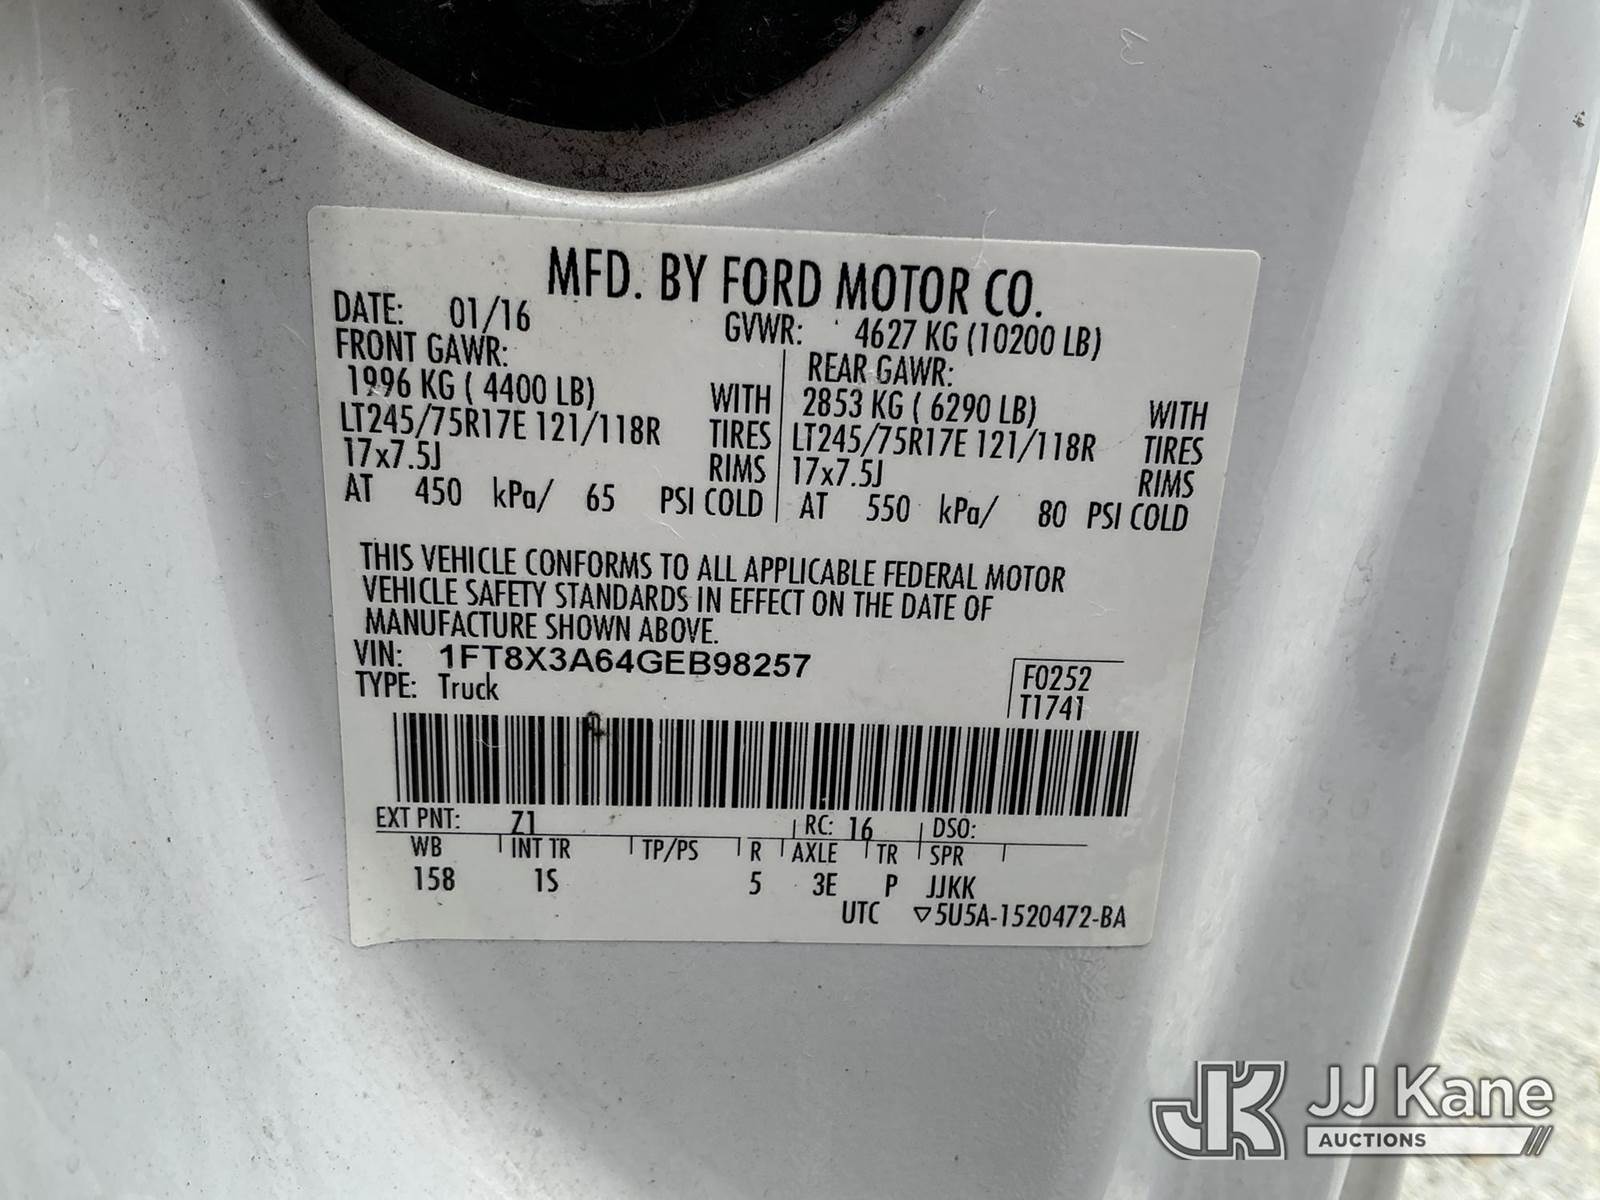 MFD. BY FORD MOTOR CO.
DATE: 01/16 GVWR: 4627 KG (10200 LB)
FRONT GAWR: REAR GAWR:
1996 KG ( 4400 LB) WITH 2853 KG ( 6290 LB) WITH
LT245/75R17E 121/118R TIRES LT245/75R17E 121/118R TIRES
17x7.5J RIMS 17x7.5J RIMS
AT 450 kPa/ 65 PSI COLD AT 550 kPa/ 80 PSI COLD
THIS VEHICLE CONFORMS TO ALL APPLICABLE FEDERAL MOTOR
VEHICLE SAFETY STANDARDS IN EFFECT ON THE DATE OF
MANUFACTURE SHOWN ABOVE.
VIN: 1FT8X3A64GEB98257 F0252
TYPE: Truck T1741
EXT PNT: Z1 RC: 16 DSO:
WB INT TR TP/PS R AXLE TR SPR
158 1S 5 3E P JJKK
UTC ▽5U5A-1520472-BA
JK JJ Kane
AUCTIONS